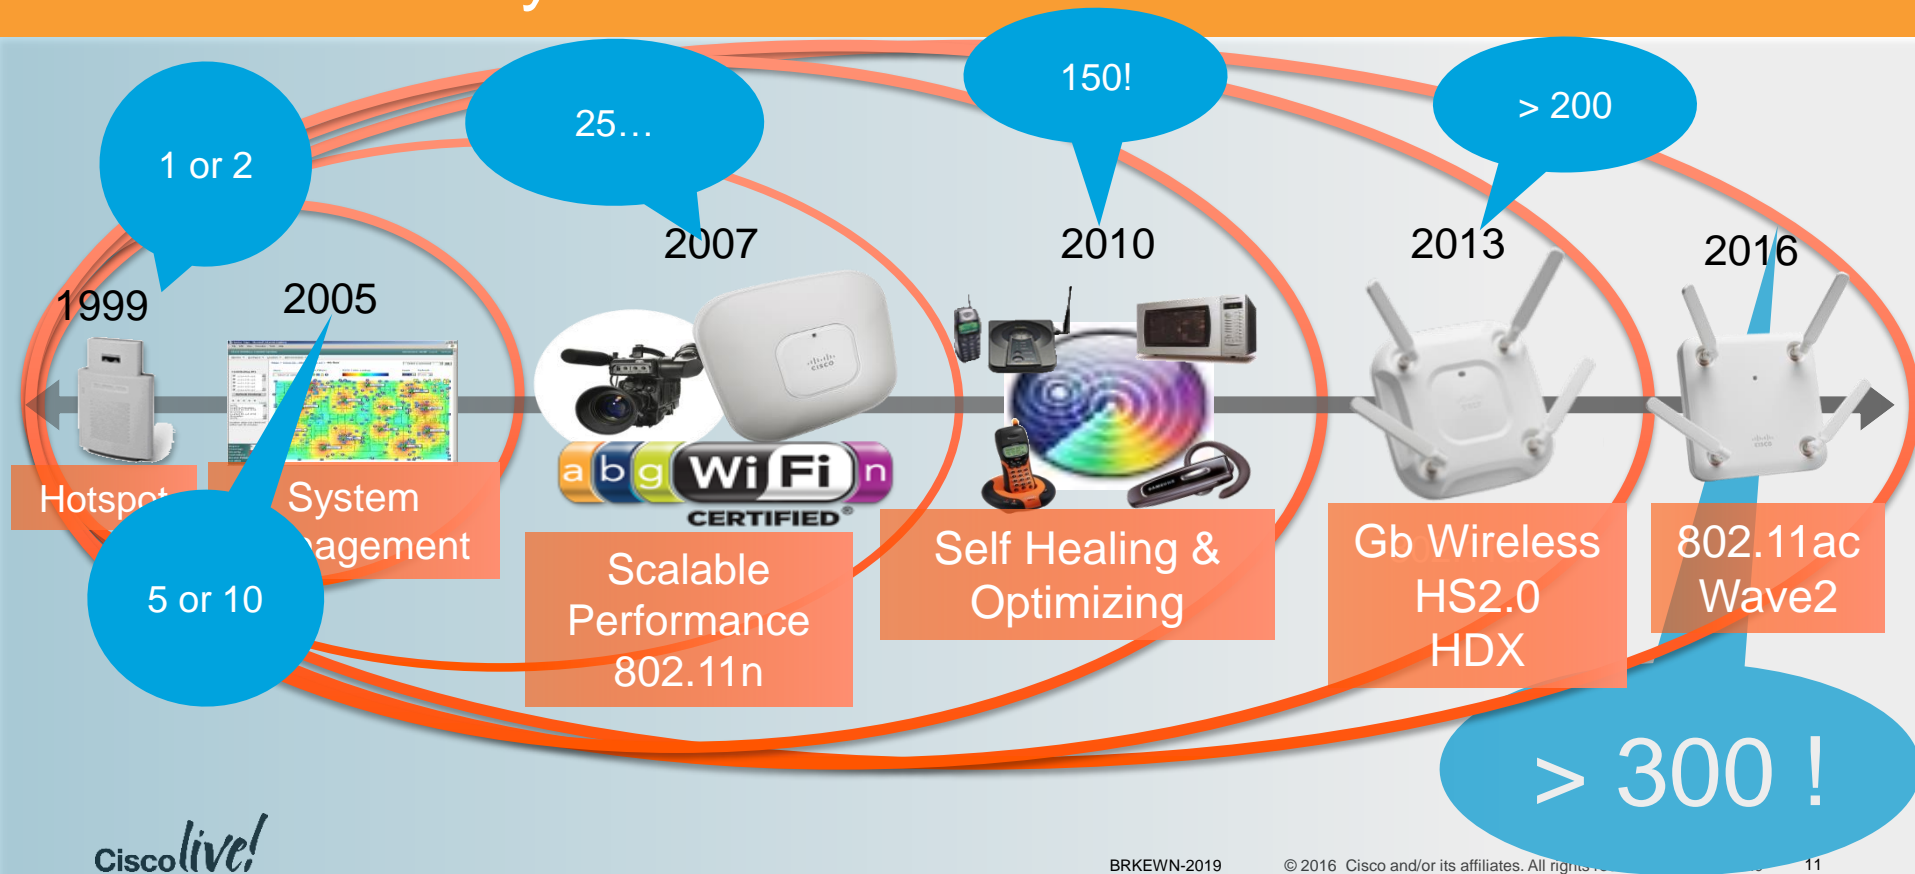 1 or 2
25…
150!
> 200
1999
2005
2007
2010
2013
2016
CISCO
a b g Wi Fi n
CERTIFIED®
Hotspot
System
agement
Scalable
Performance
802.11n
Self Healing &
Optimizing
Gb Wireless
HS2.0
HDX
802.11ac
Wave2
5 or 10
> 300 !
Cisco live!
BRKEWN-2019
© 2016 Cisco and/or its affiliates. All rights
11